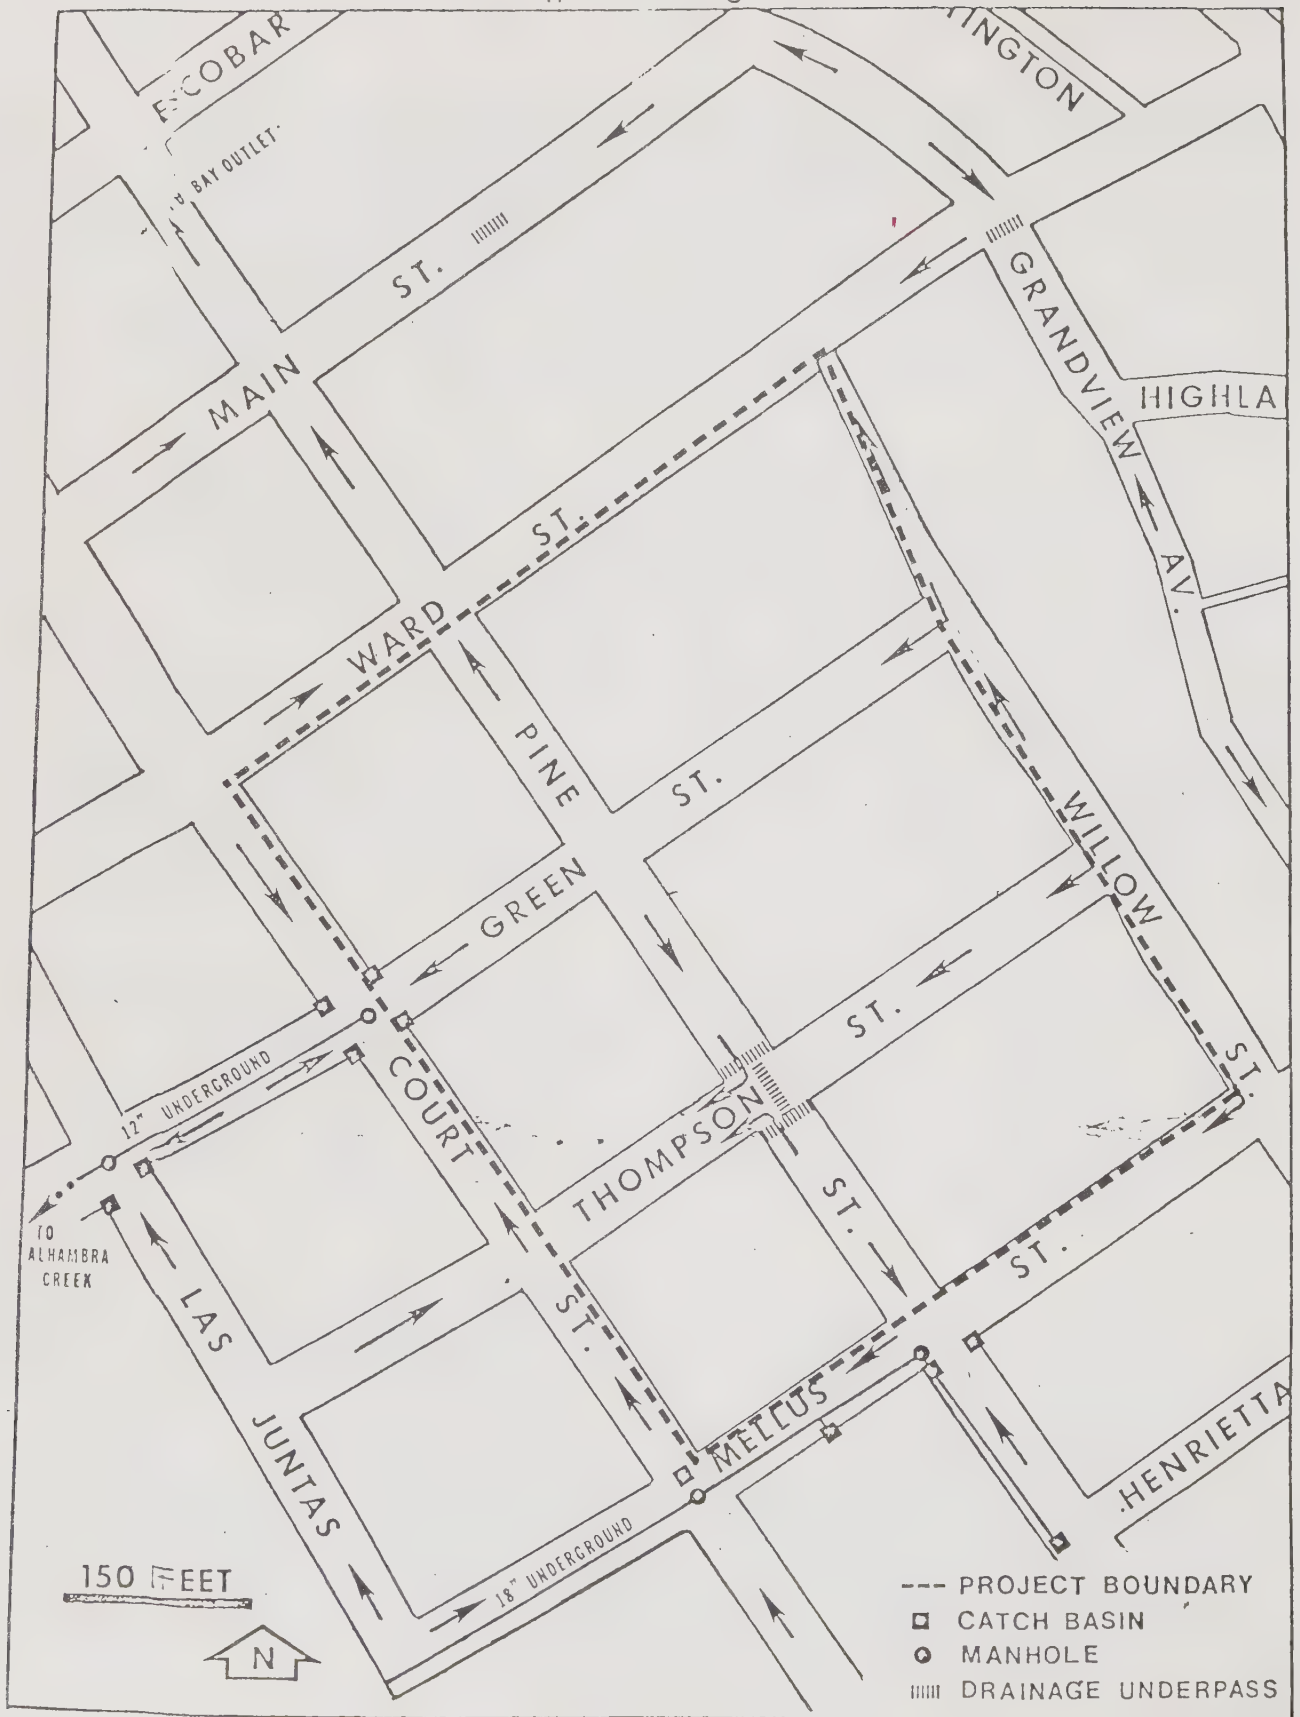 ESCOBAR
TINGTON
BAY OUTLET
ST.
GRANDVIEW
AV.
HIGHLA
MAIN
ST.
WARD
PINE
ST.
ST.
WILLOW
ST.
GREEN
ST.
12" UNDERGROUND
COURT
ST.
THOMPSON
TO
ALHAMBRA
CREEK
LAS
JUNTAS
ST.
MELLUS
HENRIETTA
18" UNDERGROUND
150 FEET
N
PROJECT BOUNDARY
CATCH BASIN
MANHOLE
DRAINAGE UNDERPASS